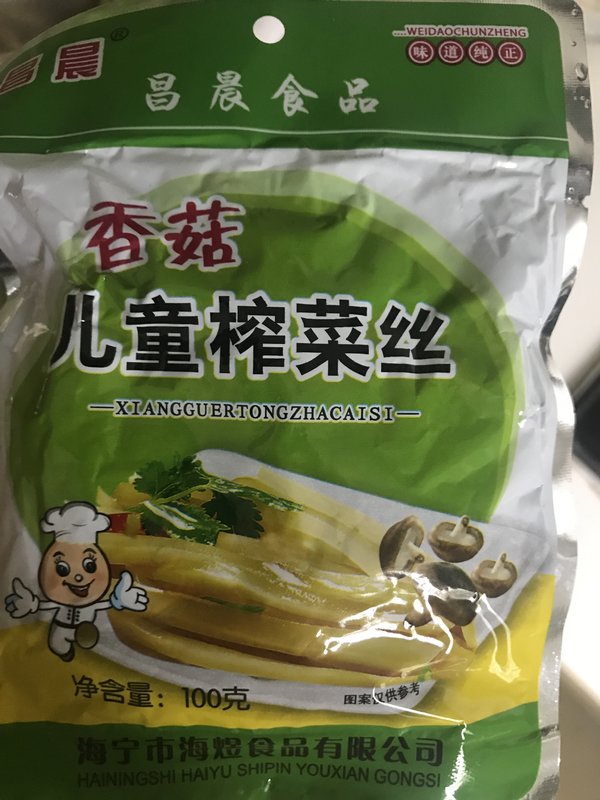 ....WEIDAOCHUNZHENG
味道纯正
昌晨®
昌晨食品
香菇
儿童榨菜丝
XIANGGUERTONGZHACAISI
净含量：100克
图案仅供参考
海宁市海煜食品有限公司
HAININGSHI HAIYU SHIPIN YOUXIAN GONGSI